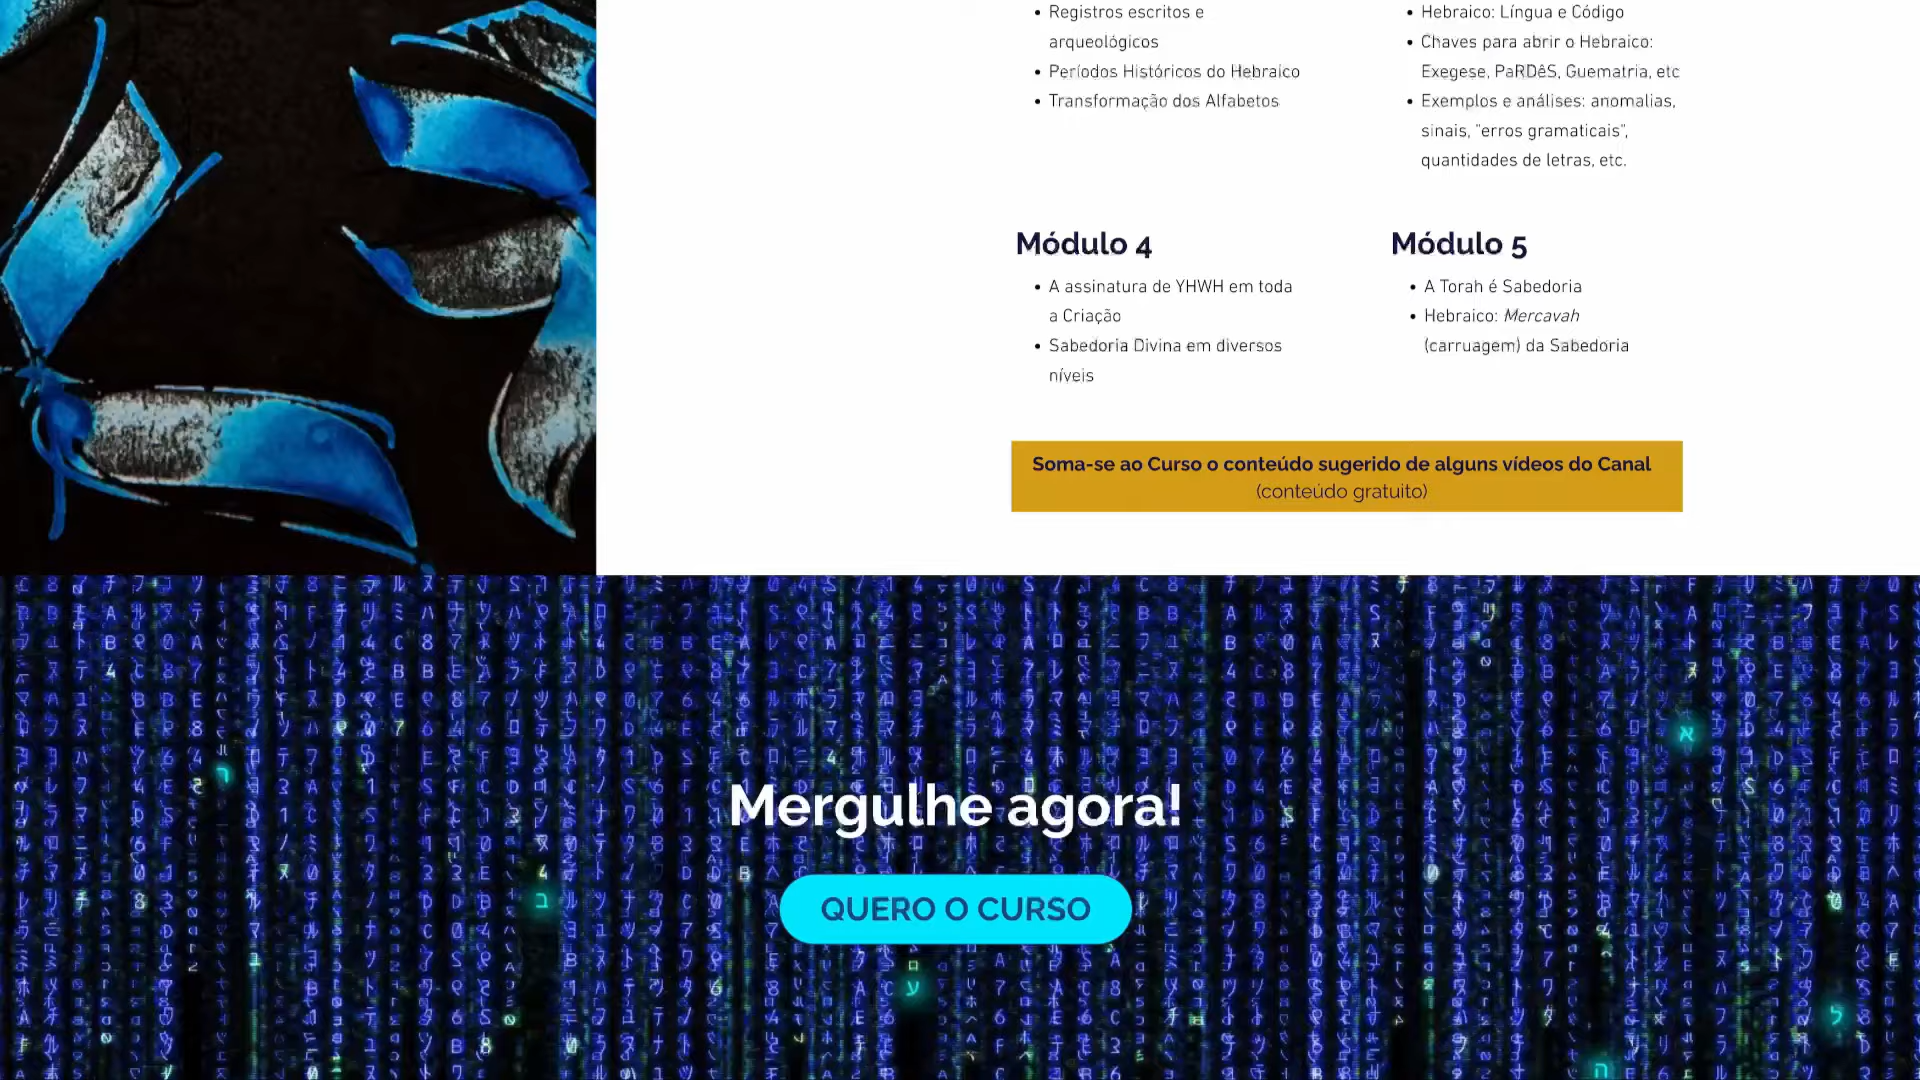 • Registros escritos e
arqueológicos
• Períodos Históricos do Hebraico
• Transformação dos Alfabetos
• Hebraico: Língua e Código
• Chaves para abrir o Hebraico:
Exegese, PaRDêS, Guematria, etc
• Exemplos e análises: anomalias,
sinais, "erros gramaticais",
quantidades de letras, etc.
Módulo 4
• A assinatura de YHWH em toda
a Criação
• Sabedoria Divina em diversos
níveis
Módulo 5
• A Torah é Sabedoria
• Hebraico: Mercavah
(carruagem) da Sabedoria
Soma-se ao Curso o conteúdo sugerido de alguns vídeos do Canal
(conteúdo gratuito)
Mergulhe agora!
QUERO O CURSO